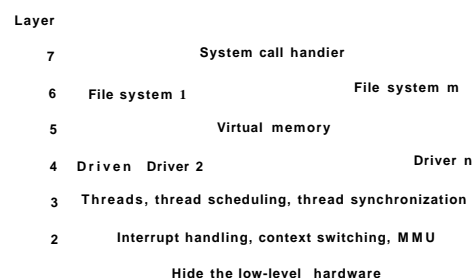 Layer
7 System call handier
6 File system 1 File system m
5 Virtual memory
4 Driven Driver 2 Driver n
3 Threads, thread scheduling, thread synchronization
2 Interrupt handling, context switching, MMU
Hide the low-level hardware